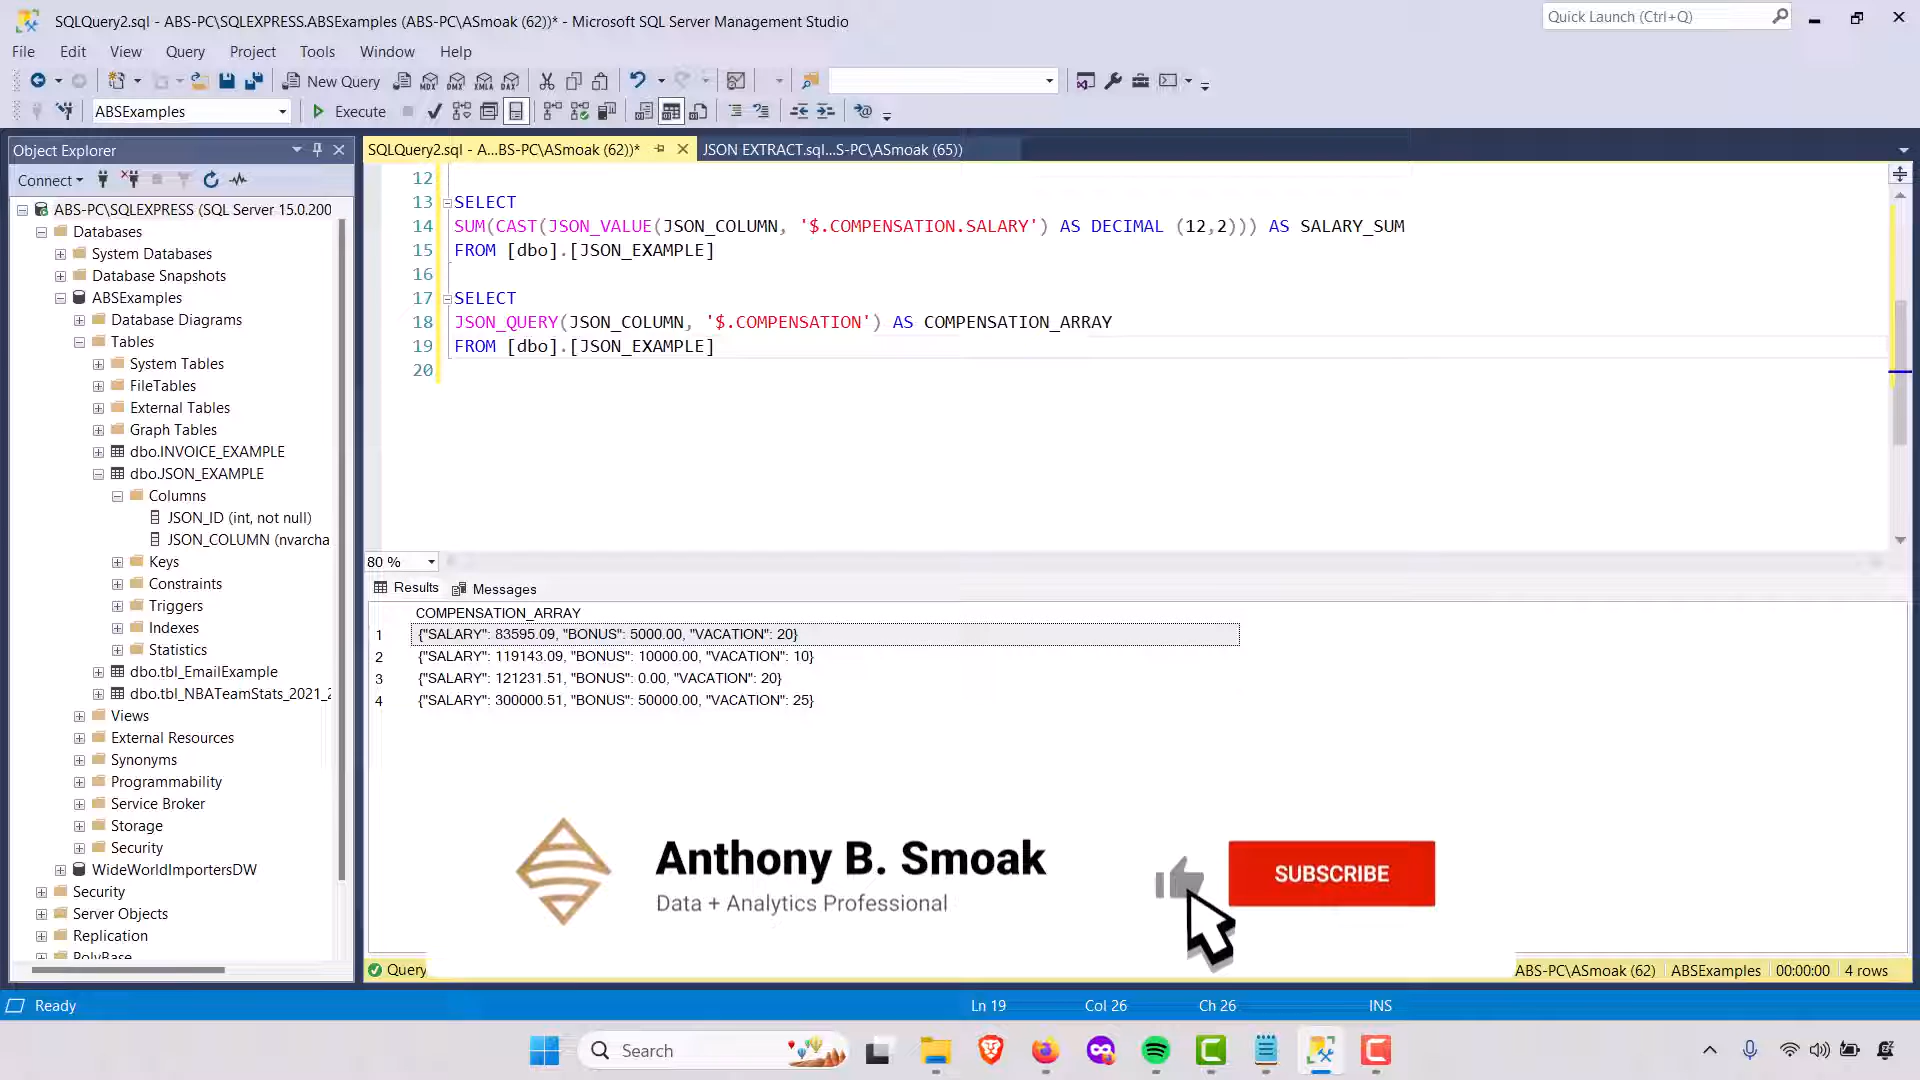 SQLQuery2.sql - ABS-PC\SQLEXPRESS.ABSExamples (ABS-PC\ASmoak (62))* - Microsoft SQL Server Management Studio
Quick Launch (Ctrl+Q)
File Edit View Query Project Tools Window Help
New Query MDX DMX XMLA DAX
ABSExamples Execute
Object Explorer
Connect
ABS-PC\SQLEXPRESS (SQL Server 15.0.200
Databases
System Databases
Database Snapshots
ABSExamples
Database Diagrams
Tables
System Tables
FileTables
External Tables
Graph Tables
dbo.INVOICE_EXAMPLE
dbo.JSON_EXAMPLE
Columns
JSON_ID (int, not null)
JSON_COLUMN (nvarcha
Keys
Constraints
Triggers
Indexes
Statistics
dbo.tbl_EmailExample
dbo.tbl_NBATeamStats_2021_2
Views
External Resources
Synonyms
Programmability
Service Broker
Storage
Security
WideWorldImportersDW
Security
Server Objects
Replication
PolyBase
SQLQuery2.sql - A...BS-PC\ASmoak (62))* JSON EXTRACT.sql...S-PC\ASmoak (65))
12
13 SELECT
14 SUM(CAST(JSON_VALUE(JSON_COLUMN, '$.COMPENSATION.SALARY') AS DECIMAL (12,2))) AS SALARY_SUM
15 FROM [dbo].[JSON_EXAMPLE]
16
17 SELECT
18 JSON_QUERY(JSON_COLUMN, '$.COMPENSATION') AS COMPENSATION_ARRAY
19 FROM [dbo].[JSON_EXAMPLE]
20
80 %
Results Messages
COMPENSATION_ARRAY
1 {"SALARY": 83595.09, "BONUS": 5000.00, "VACATION": 20}
2 {"SALARY": 119143.09, "BONUS": 10000.00, "VACATION": 10}
3 {"SALARY": 121231.51, "BONUS": 0.00, "VACATION": 20}
4 {"SALARY": 300000.51, "BONUS": 50000.00, "VACATION": 25}
Anthony B. Smoak
Data + Analytics Professional
SUBSCRIBE
Query
ABS-PC\ASmoak (62) ABSExamples 00:00:00 4 rows
Ready Ln 19 Col 26 Ch 26 INS
Search